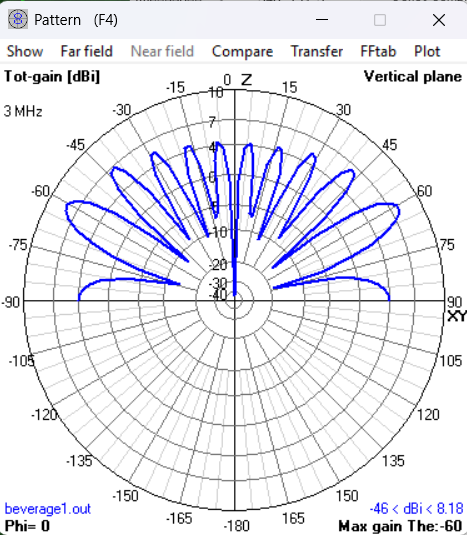 Pattern (F4)
Show Far field Near field Compare Transfer FFtab Plot
Tot-gain [dBi] Vertical plane
3 MHz
0 Z
-15 15
-30 30
-45 45
-60 60
-75 75
-90 90
XY
-105 105
-120 120
-135 135
-150 150
-165 165
-180
10
7
4
0
-10
-20
-30
-40
beverage1.out -46 < dBi < 8.18
Phi= 0 Max gain The:-60